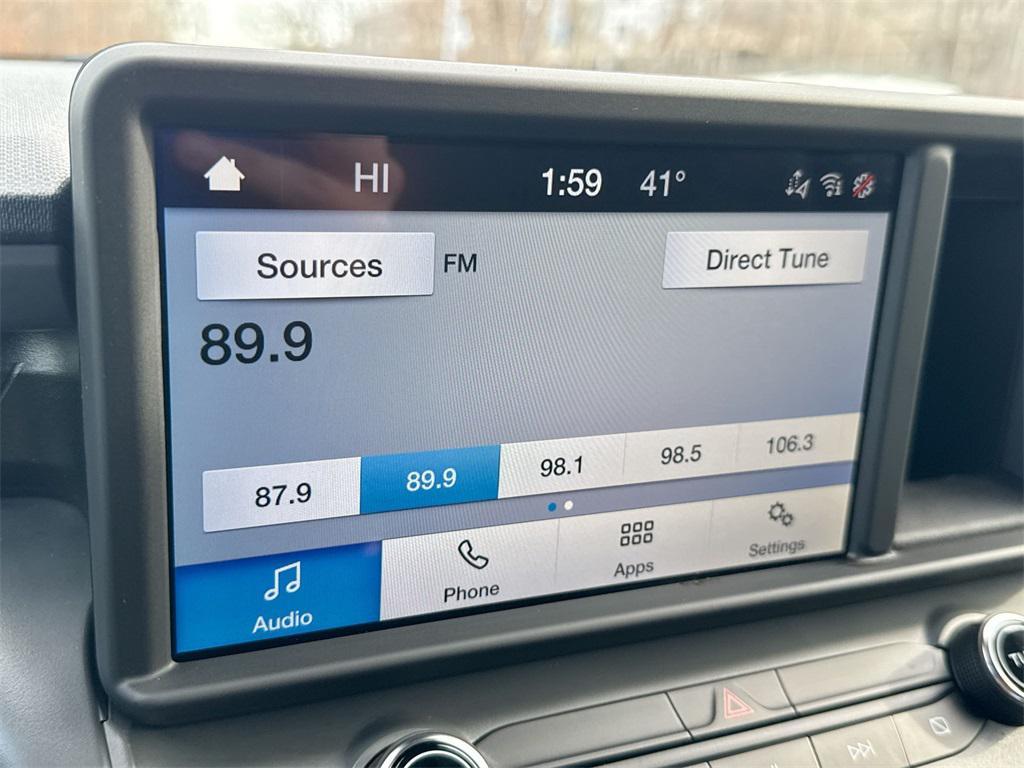 HI 1:59 41°
Sources FM Direct Tune
89.9
87.9 89.9 98.1 98.5 106.3
Audio Phone Apps Settings